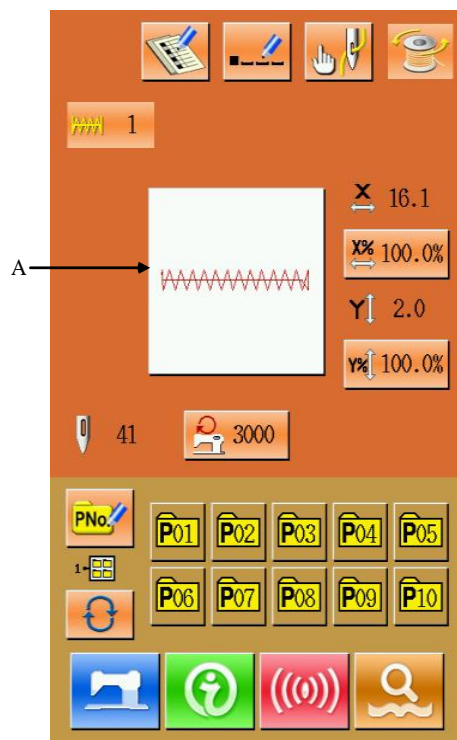 1
A
X 16.1
X% 100.0%
Y 2.0
Y% 100.0%
41 3000
PNo.
P01 P02 P03 P04 P05
1
P06 P07 P08 P09 P10